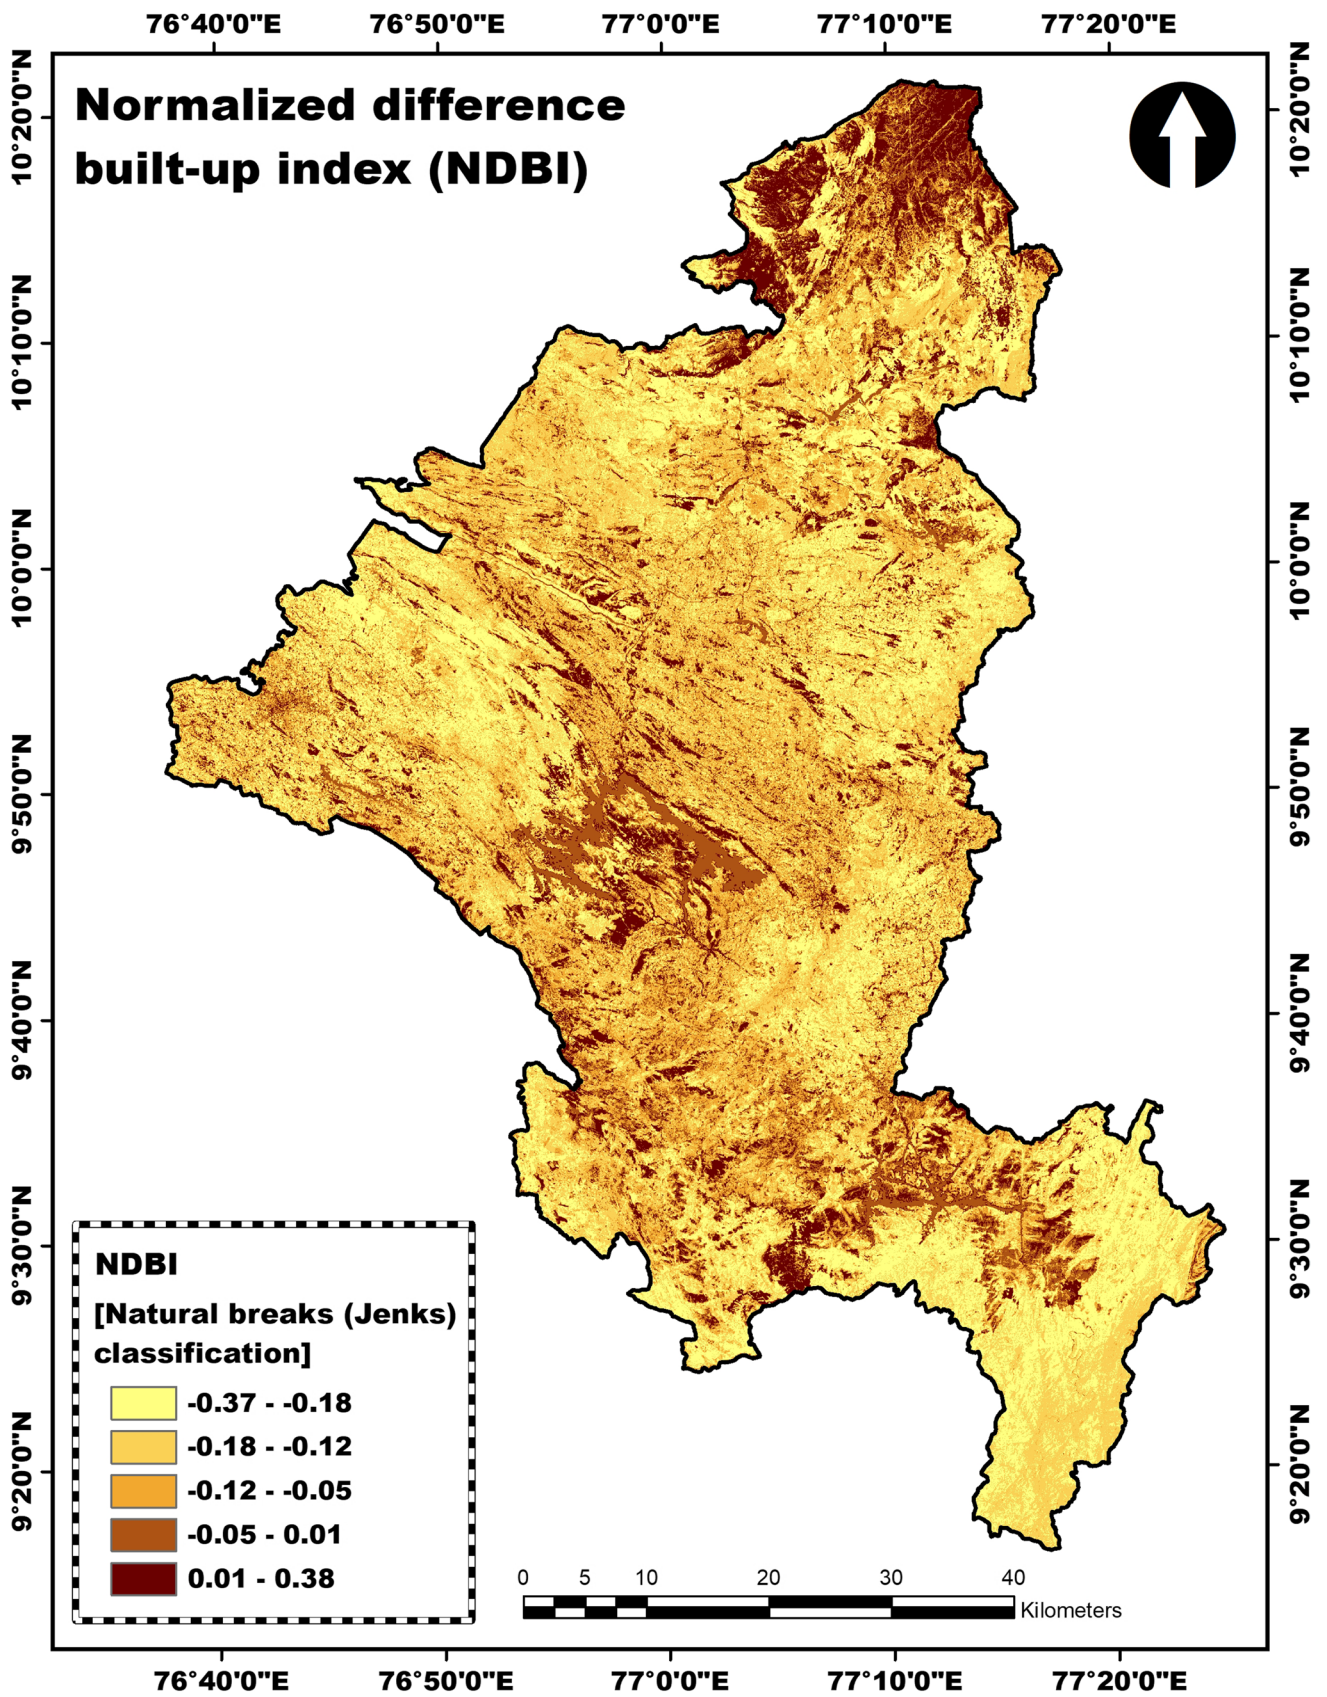 76°40'0"E 76°50'0"E 77°0'0"E 77°10'0"E 77°20'0"E
Normalized difference
built-up index (NDBI)
10°20'0"N
10°10'0"N
10°0'0"N
9°50'0"N
9°40'0"N
9°30'0"N
9°20'0"N
10°20'0"N
10°10'0"N
10°0'0"N
9°50'0"N
9°40'0"N
9°30'0"N
9°20'0"N
NDBI
[Natural breaks (Jenks)
classification]
-0.37 - -0.18
-0.18 - -0.12
-0.12 - -0.05
-0.05 - 0.01
0.01 - 0.38
0 5 10 20 30 40
Kilometers
76°40'0"E 76°50'0"E 77°0'0"E 77°10'0"E 77°20'0"E